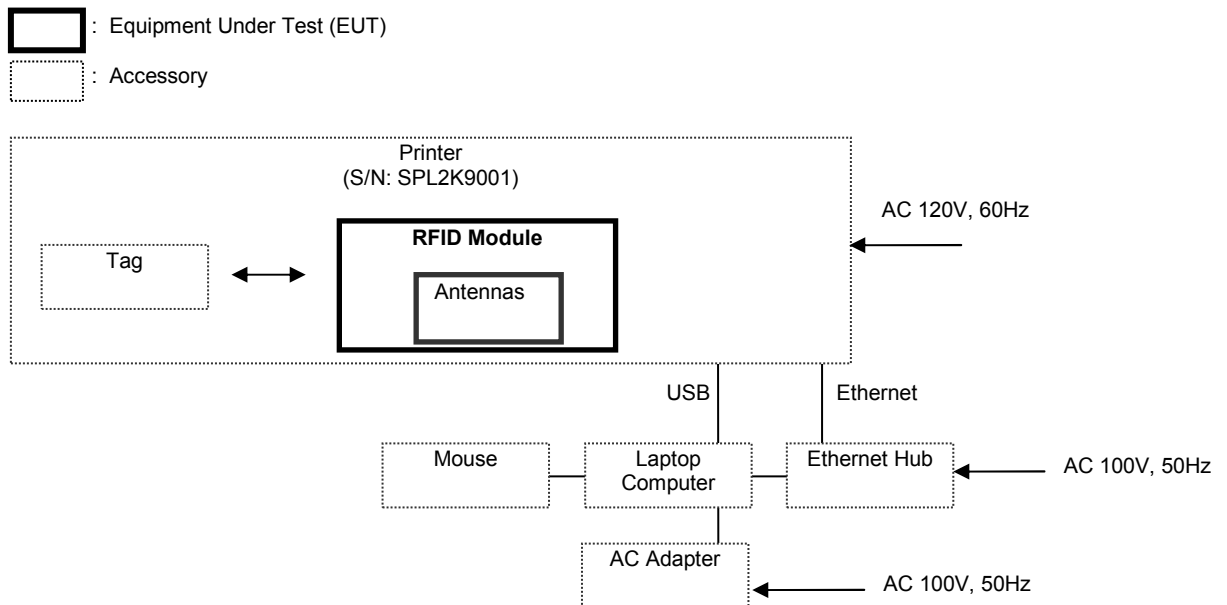 : Equipment Under Test (EUT)
: Accessory
Printer
(S/N: SPL2K9001)
AC 120V, 60Hz
RFID Module
Tag
Antennas
USB
Ethernet
Mouse
Laptop
Computer
Ethernet Hub
AC 100V, 50Hz
AC Adapter
AC 100V, 50Hz